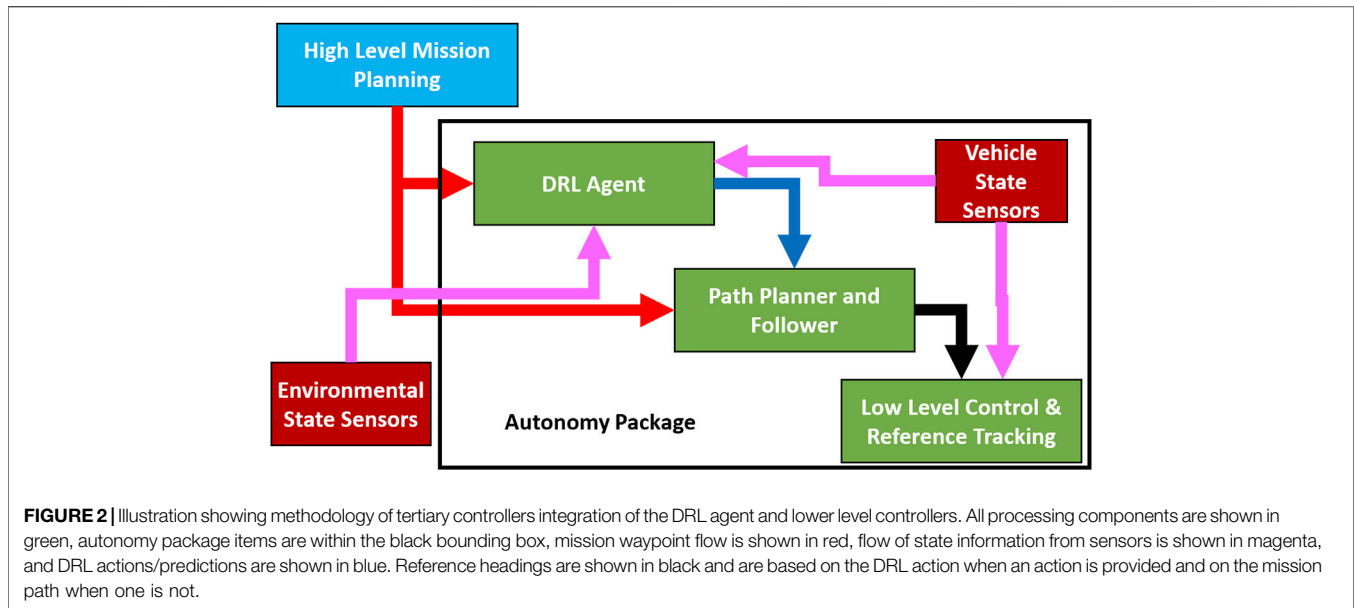 High Level Mission
Planning
DRL Agent
Vehicle
State
Sensors
Path Planner and
Follower
Environmental
State Sensors
Autonomy Package
Low Level Control &
Reference Tracking
FIGURE 2 | Illustration showing methodology of tertiary controllers integration of the DRL agent and lower level controllers. All processing components are shown in
green, autonomy package items are within the black bounding box, mission waypoint flow is shown in red, flow of state information from sensors is shown in magenta,
and DRL actions/predictions are shown in blue. Reference headings are shown in black and are based on the DRL action when an action is provided and on the mission
path when one is not.